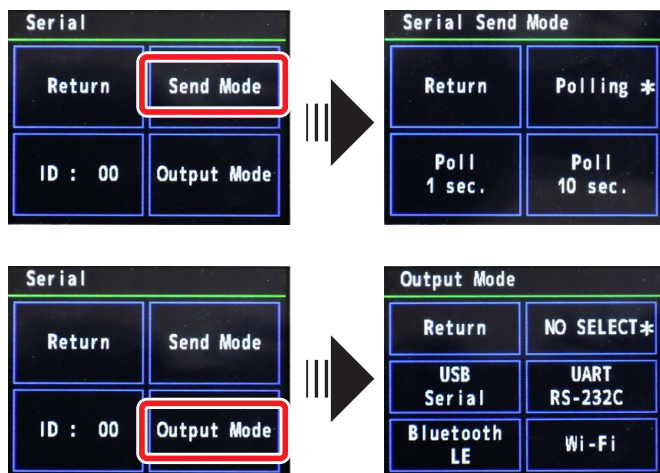 Serial
Return
Send Mode
ID : 00
Output Mode
Serial Send Mode
Return
Polling *
Poll
1 sec.
Poll
10 sec.
Serial
Return
Send Mode
ID : 00
Output Mode
Output Mode
Return
NO SELECT*
USB
Serial
UART
RS-232C
Bluetooth
LE
Wi-Fi